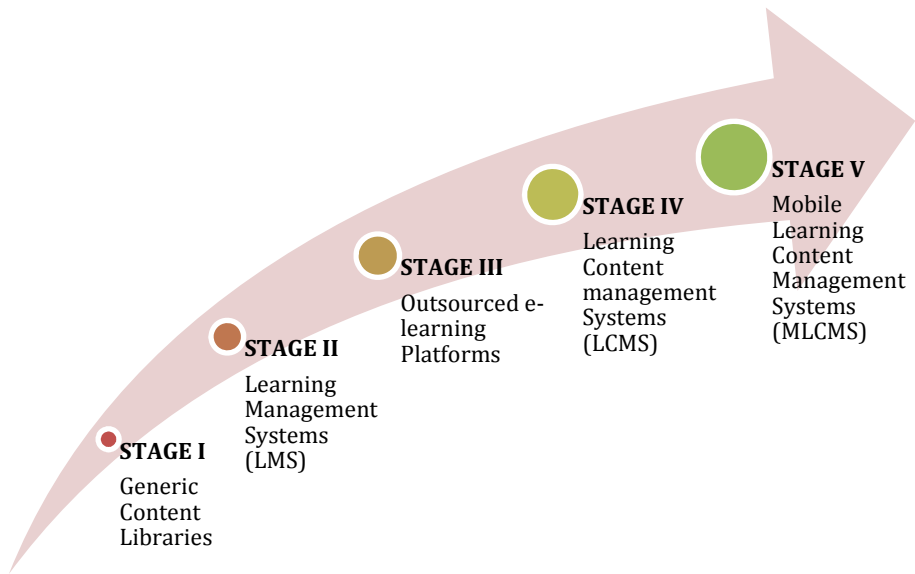 STAGE I
Generic
Content
Libraries
STAGE II
Learning
Management
Systems
(LMS)
STAGE III
Outsourced e-
learning
Platforms
STAGE IV
Learning
Content
management
Systems
(LCMS)
STAGE V
Mobile
Learning
Content
Management
Systems
(MLCMS)